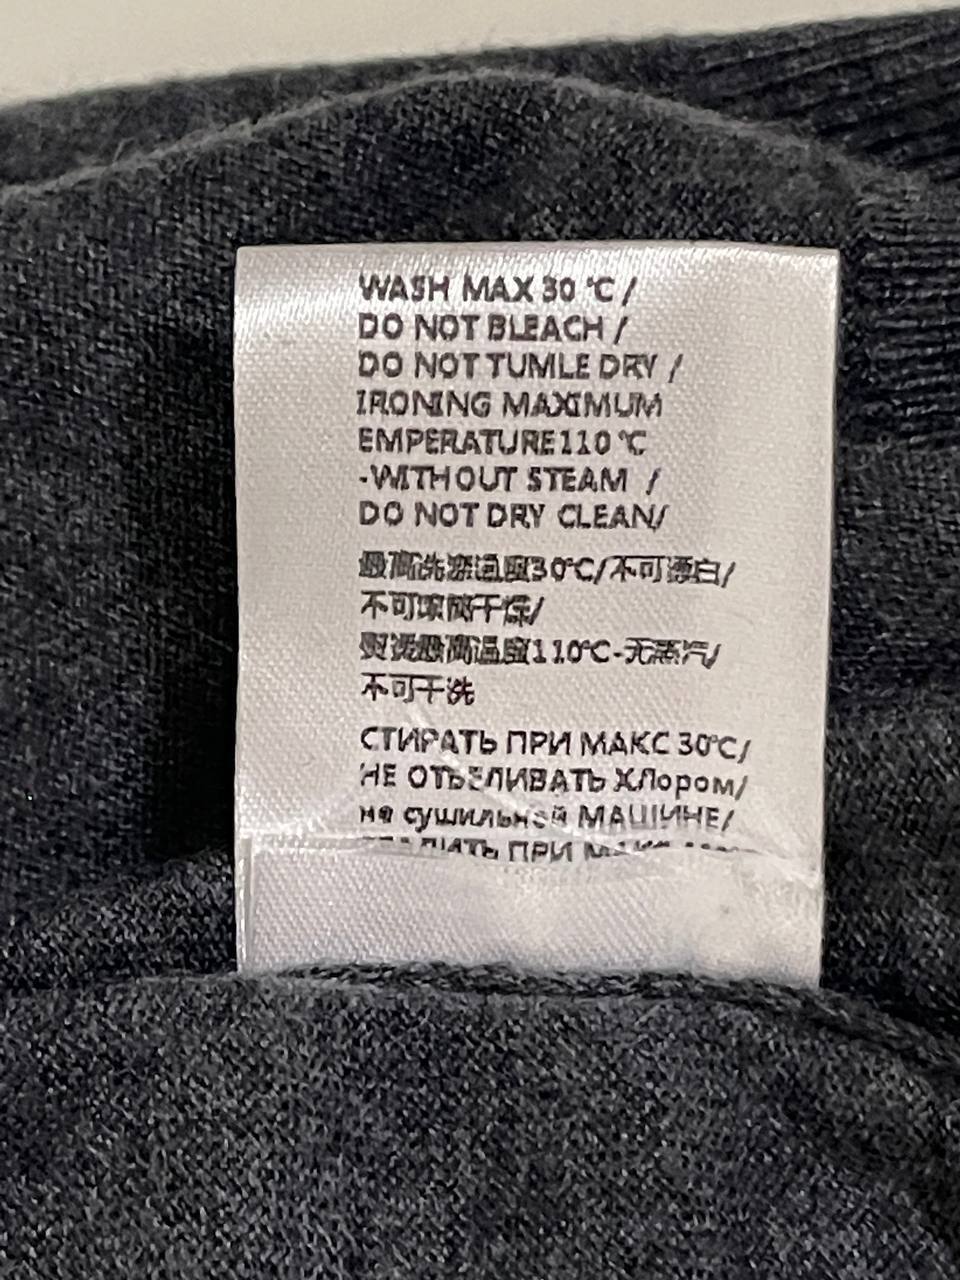 WASH MAX 30 °C /
DO NOT BLEACH /
DO NOT TUMLE DRY /
IRONING MAXIMUM
EMPERATURE110 °C
-WITHOUT STEAM /
DO NOT DRY CLEAN/
最高洗涤温度30°C/不可漂白/
不可滚筒干燥/
熨烫最高温度110°C-无蒸汽/
不可干洗
СТИРАТЬ ПРИ МАКС 30°C/
НЕ ОТБЕЛИВАТЬ ХЛором/
не сушильной МАШИНЕ/
ПРИ